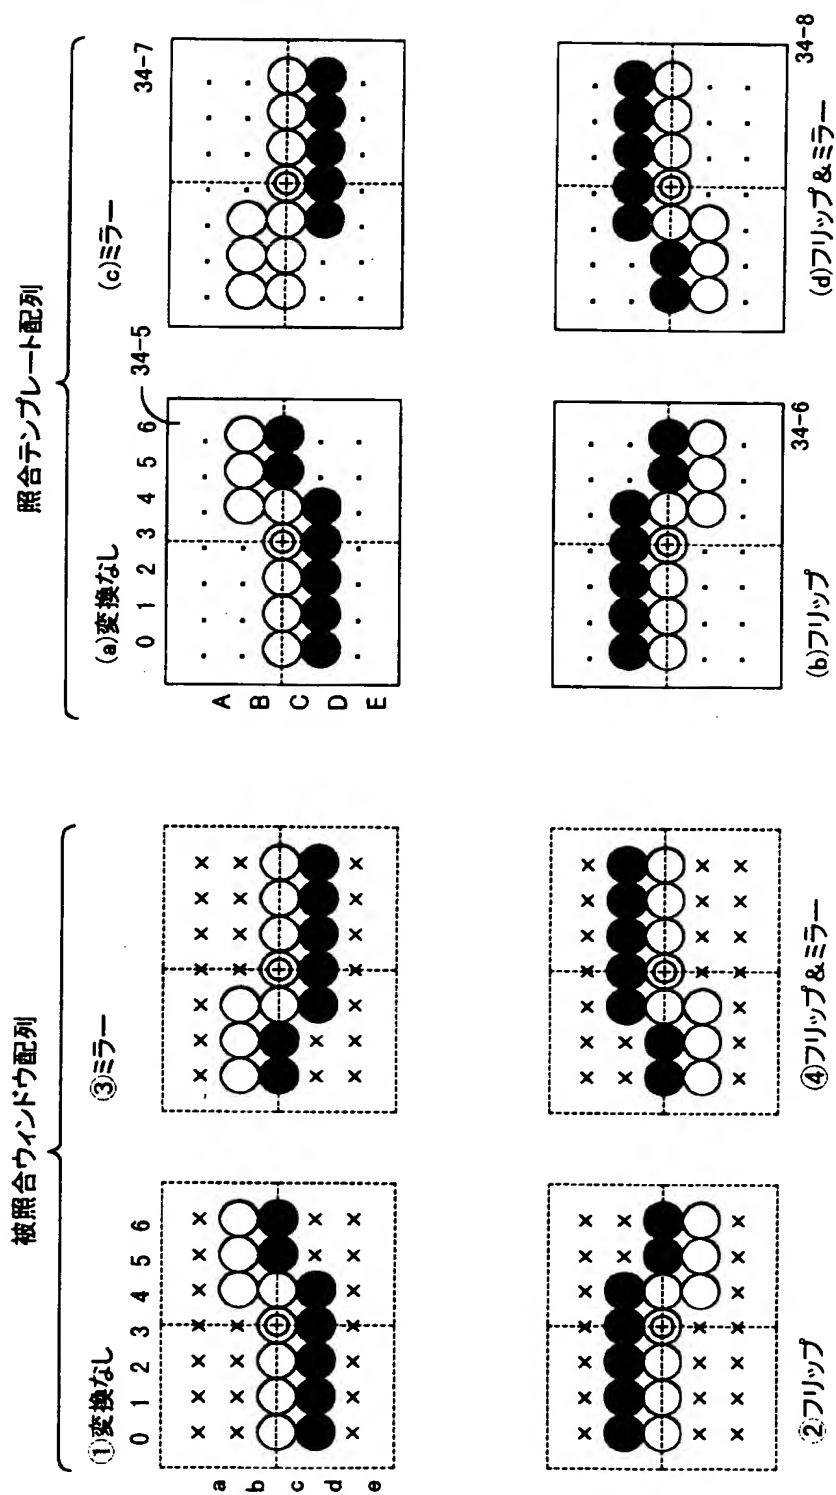 被照合ウィンドウ配列
①変換なし
0 1 2 3 4 5 6
a
b
c
d
e
③ミラー
②フリップ
④フリップ&ミラー
照合テンプレート配列
(a)変換なし
34-5
0 1 2 3 4 5 6
A
B
C
D
E
(c)ミラー
34-7
(b)フリップ
34-6
(d)フリップ&ミラー
34-8